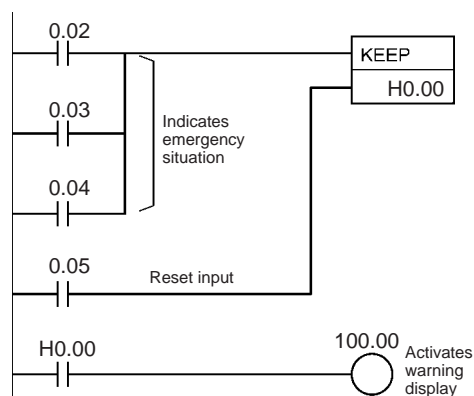 0.02
KEEP
H0.00
0.03
Indicates
emergency
situation
0.04
0.05
Reset input
H0.00
100.00
Activates
warning
display